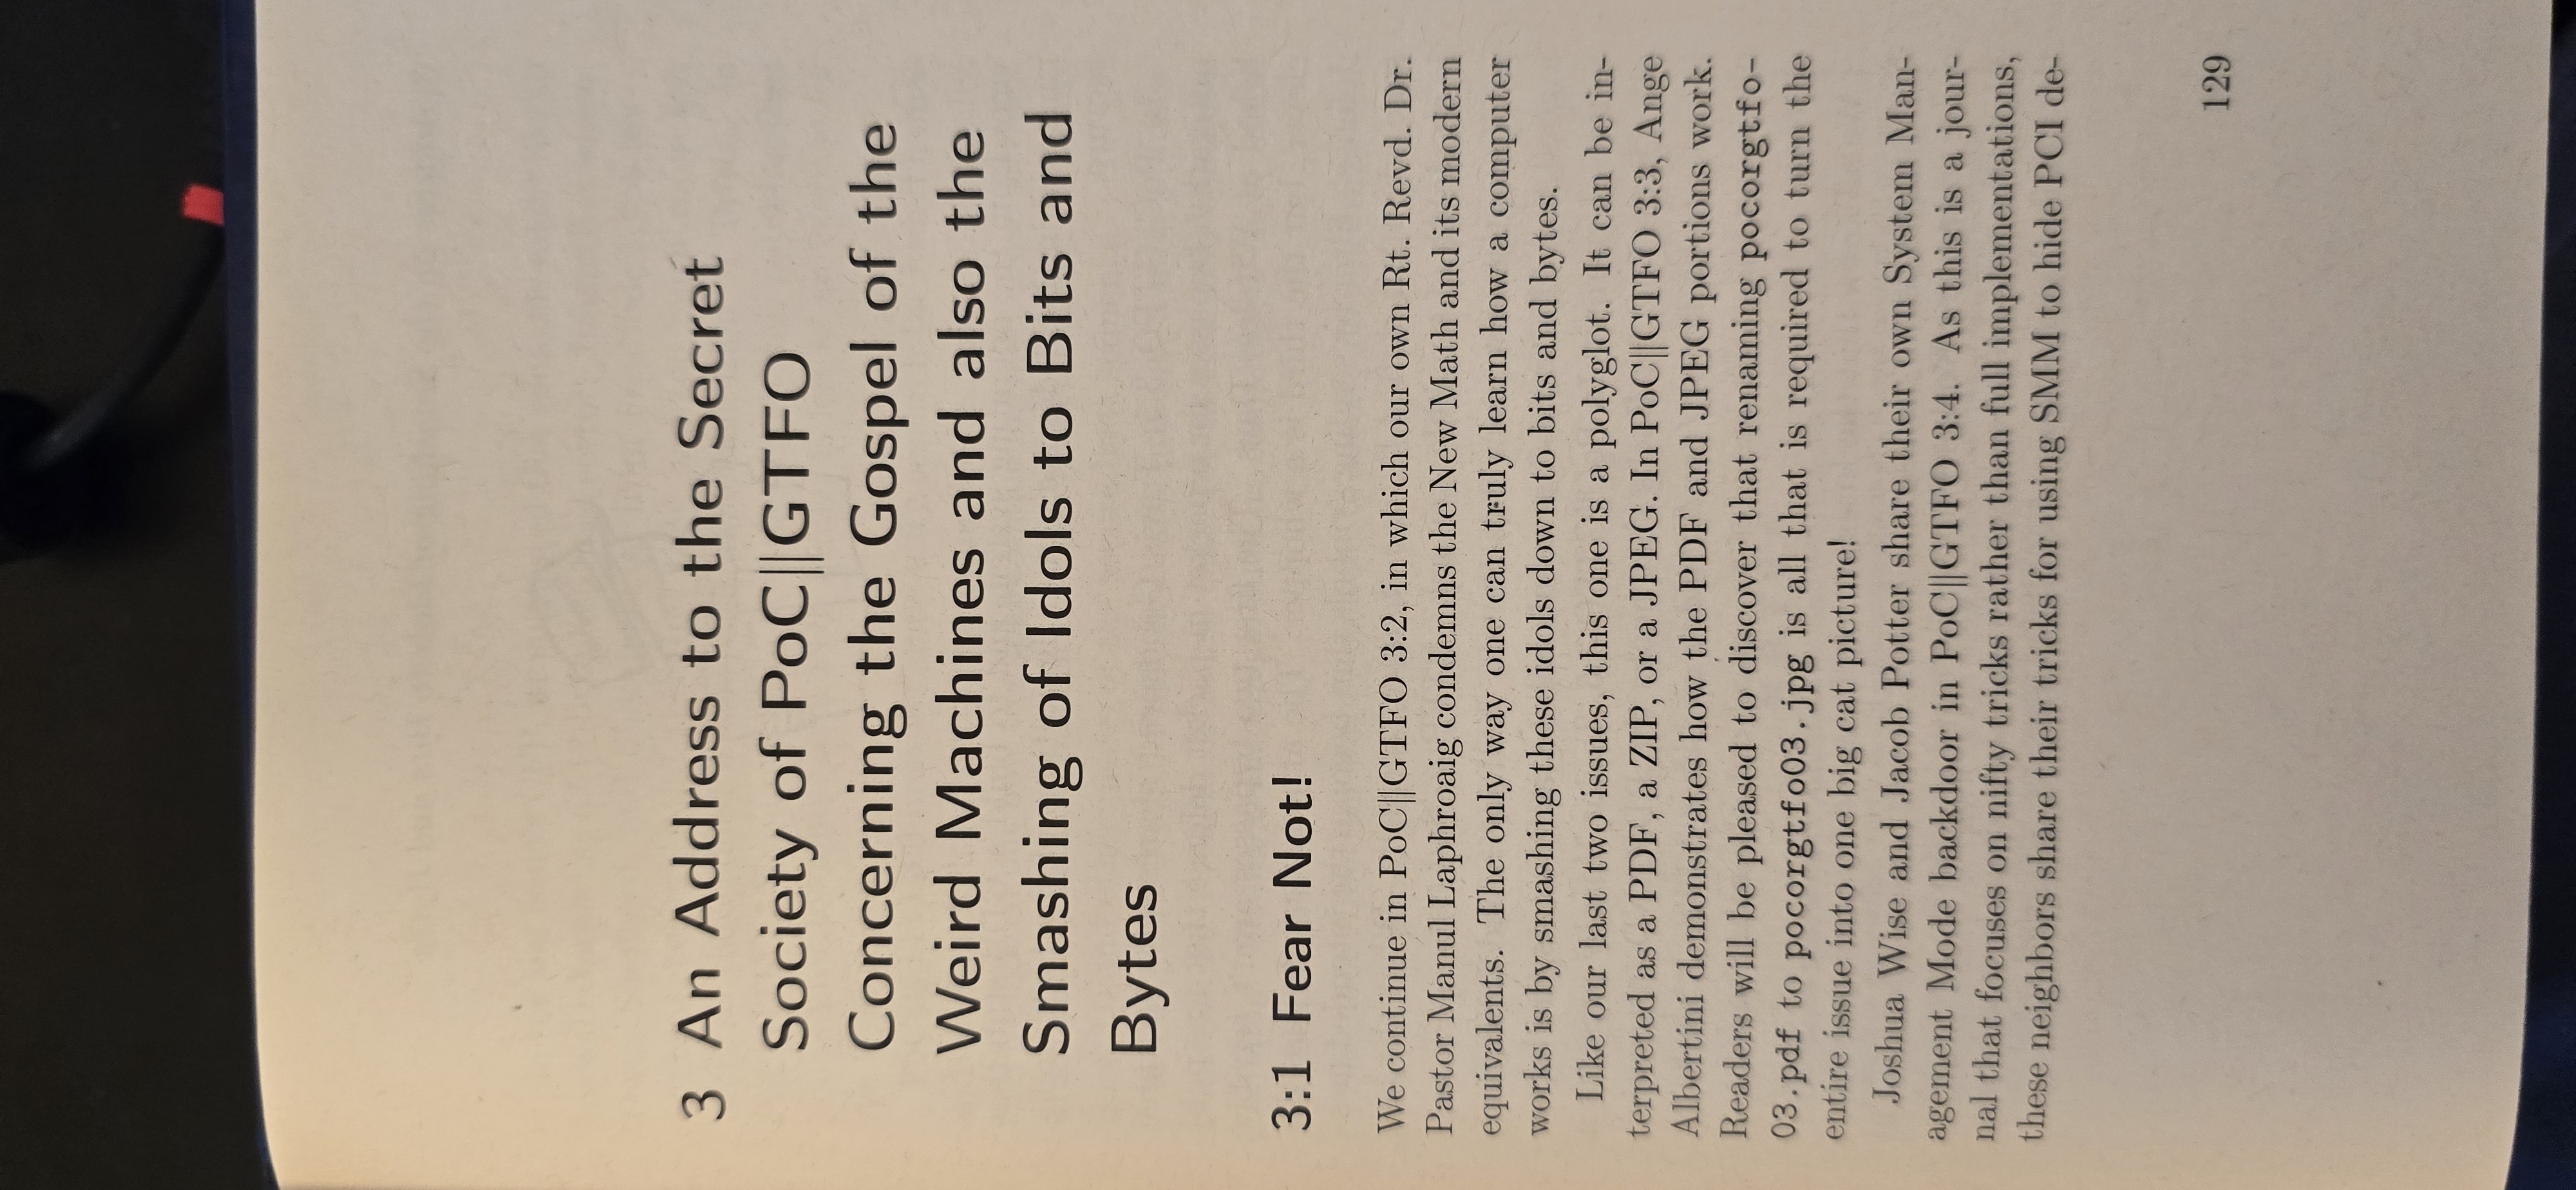 3 An Address to the Secret
Society of PoC||GTFO
Concerning the Gospel of the
Weird Machines and also the
Smashing of Idols to Bits and
Bytes
3:1 Fear Not!
We continue in PoC||GTFO 3:2, in which our own Rt. Revd. Dr.
Pastor Manul Laphroaig condemns the New Math and its modern
equivalents. The only way one can truly learn how a computer
works is by smashing these idols down to bits and bytes.
Like our last two issues, this one is a polyglot. It can be in-
terpreted as a PDF, a ZIP, or a JPEG. In PoC||GTFO 3:3, Ange
Albertini demonstrates how the PDF and JPEG portions work.
Readers will be pleased to discover that renaming pocorgtfo-
03.pdf to pocorgtfo03.jpg is all that is required to turn the
entire issue into one big cat picture!
Joshua Wise and Jacob Potter share their own System Man-
agement Mode backdoor in PoC||GTFO 3:4. As this is a jour-
nal that focuses on nifty tricks rather than full implementations,
these neighbors share their tricks for using SMM to hide PCI de-
129